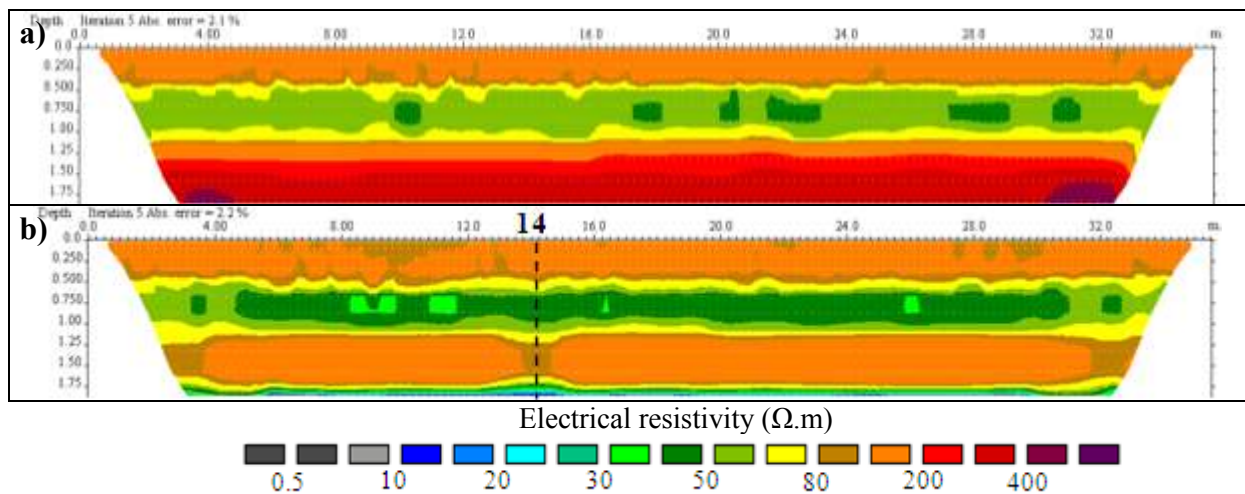 a)
Depth Iteration 5 Abs. error = 2.1 %
0.0 4.00 8.00 12.0 16.0 20.0 24.0 28.0 32.0 m.
0.0
0.250
0.500
0.750
1.00
1.25
1.50
1.75
b)
Depth Iteration 5 Abs. error = 2.2 %
0.0 4.00 8.00 12.0 14 16.0 20.0 24.0 28.0 32.0 m.
0.0
0.250
0.500
0.750
1.00
1.25
1.50
1.75
Electrical resistivity (Ω.m)
0.5 10 20 30 50 80 200 400